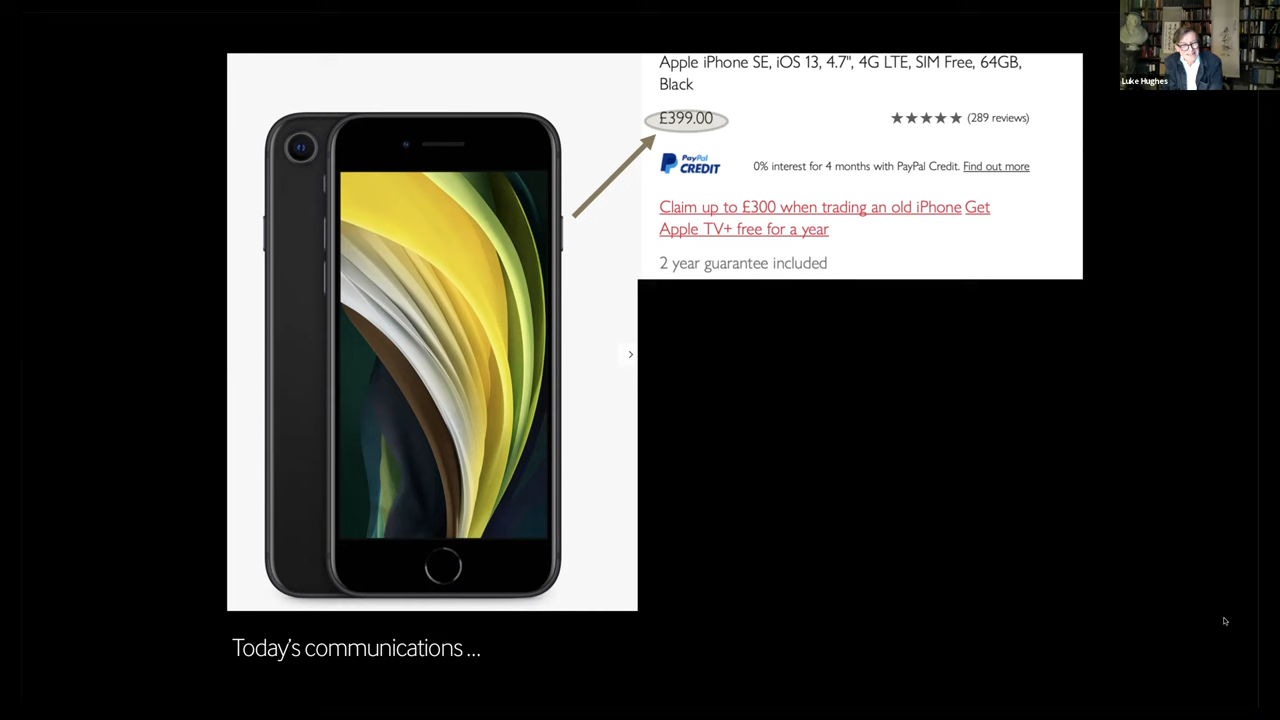 Luke Hughes
Apple iPhone SE, iOS 13, 4.7", 4G LTE, SIM Free, 64GB,
Black
£399.00
★★★★★ (289 reviews)
PayPal
CREDIT
0% interest for 4 months with PayPal Credit. Find out more
Claim up to £300 when trading an old iPhone Get
Apple TV+ free for a year
2 year guarantee included
Today's communications ...